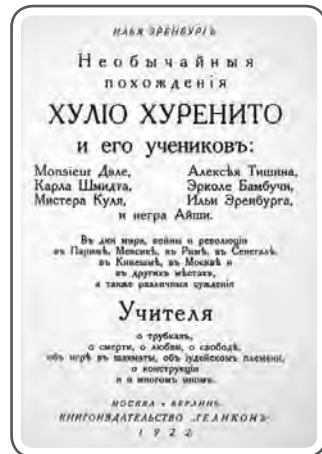 ИЛЬЯ ЭРЕНБУРГЪ
Необычайныя
похожденія
ХУЛІО ХУРЕНИТО
и его учениковъ:
Monsieur Дэле, Алексѣя Тишина,
Карла Шмидта, Эрколе Бамбучи,
Мистера Куля, Ильи Эренбурга,
и негра Айши.
Въ дни мира, войны и революціи
въ Парижѣ, Мексикѣ, въ Римѣ, въ Сенегалѣ,
въ Кинешмѣ, въ Москвѣ и
въ другихъ мѣстахъ,
а также различныя сужденія
Учителя
о трубкахъ,
о смерти, о любви, о свободѣ,
объ игрѣ въ шахматы, объ іудейскомъ племени,
о конструкціи
и о многомъ иномъ.
МОСКВА • БЕРЛИНЪ
КНИГОИЗДАТЕЛЬСТВО „ГЕЛИКОНЪ
1922